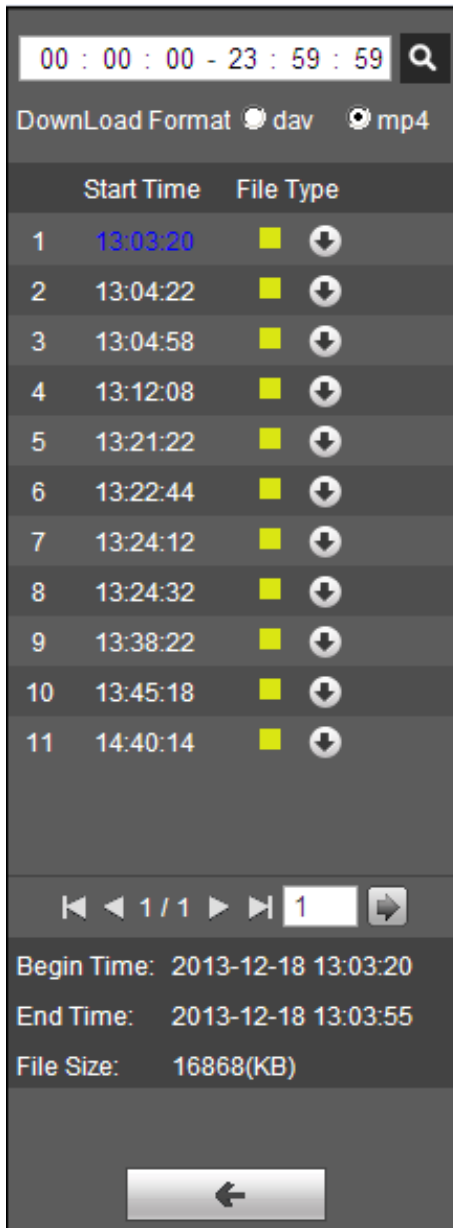 00 : 00 : 00 - 23 : 59 : 59
DownLoad Format dav mp4
Start Time File Type
1 13:03:20
2 13:04:22
3 13:04:58
4 13:12:08
5 13:21:22
6 13:22:44
7 13:24:12
8 13:24:32
9 13:38:22
10 13:45:18
11 14:40:14
1 / 1 1
Begin Time: 2013-12-18 13:03:20
End Time: 2013-12-18 13:03:55
File Size: 16868(KB)